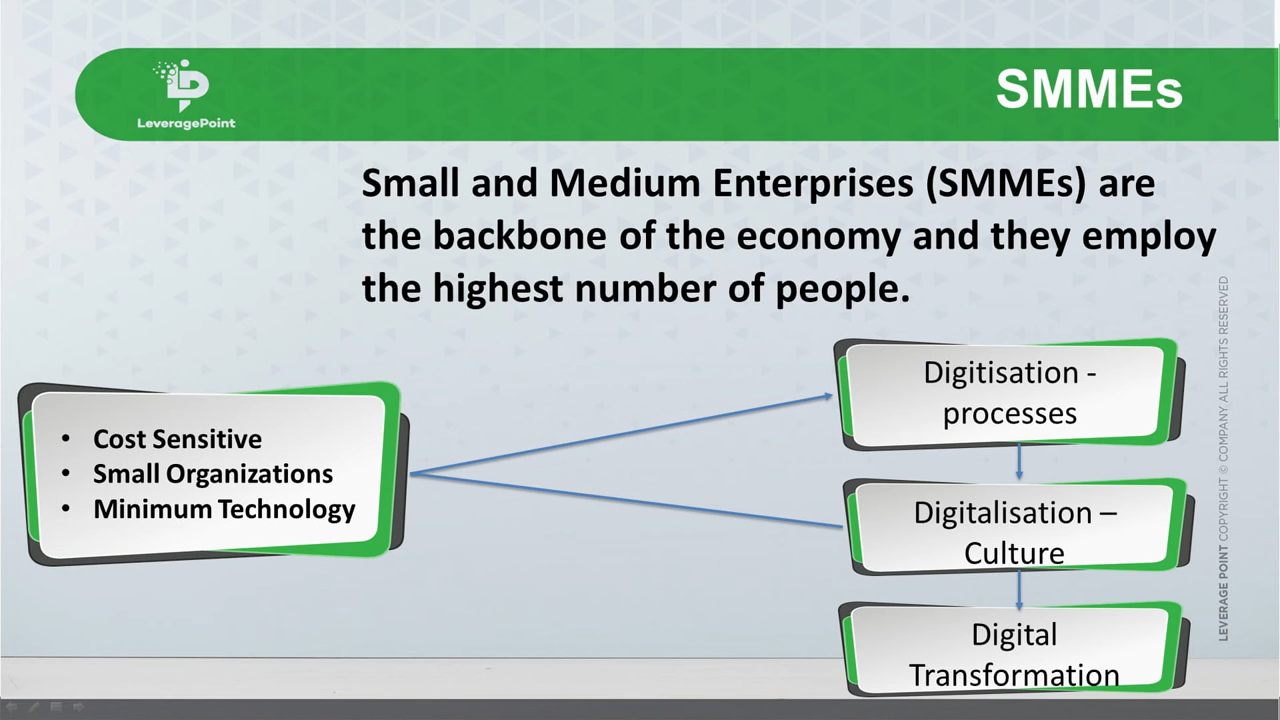 LeveragePoint
SMMEs
Small and Medium Enterprises (SMMEs) are
the backbone of the economy and they employ
the highest number of people.
• Cost Sensitive
• Small Organizations
• Minimum Technology
Digitisation -
processes
Digitalisation –
Culture
Digital
Transformation
LEVERAGE POINT COPYRIGHT © COMPANY ALL RIGHTS RESERVED